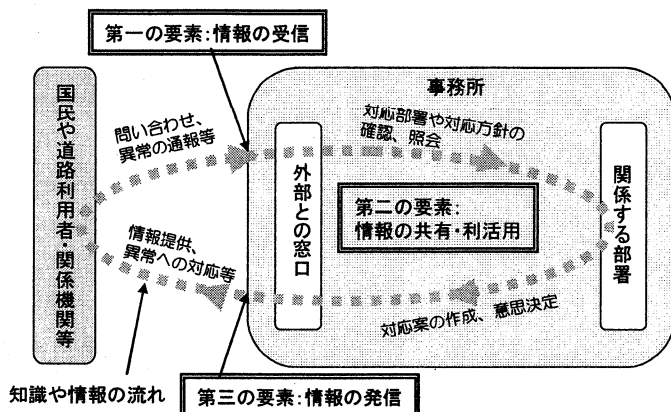 第一の要素:情報の受信
事務所
国民や道路利用者・関係機関等
問い合わせ、
異常の通報等
対応部署や対応方針の
確認、照会
外部との窓口
第二の要素:
情報の共有・利活用
関係する部署
情報提供、
異常への対応等
対応案の作成、意思決定
知識や情報の流れ
第三の要素:情報の発信